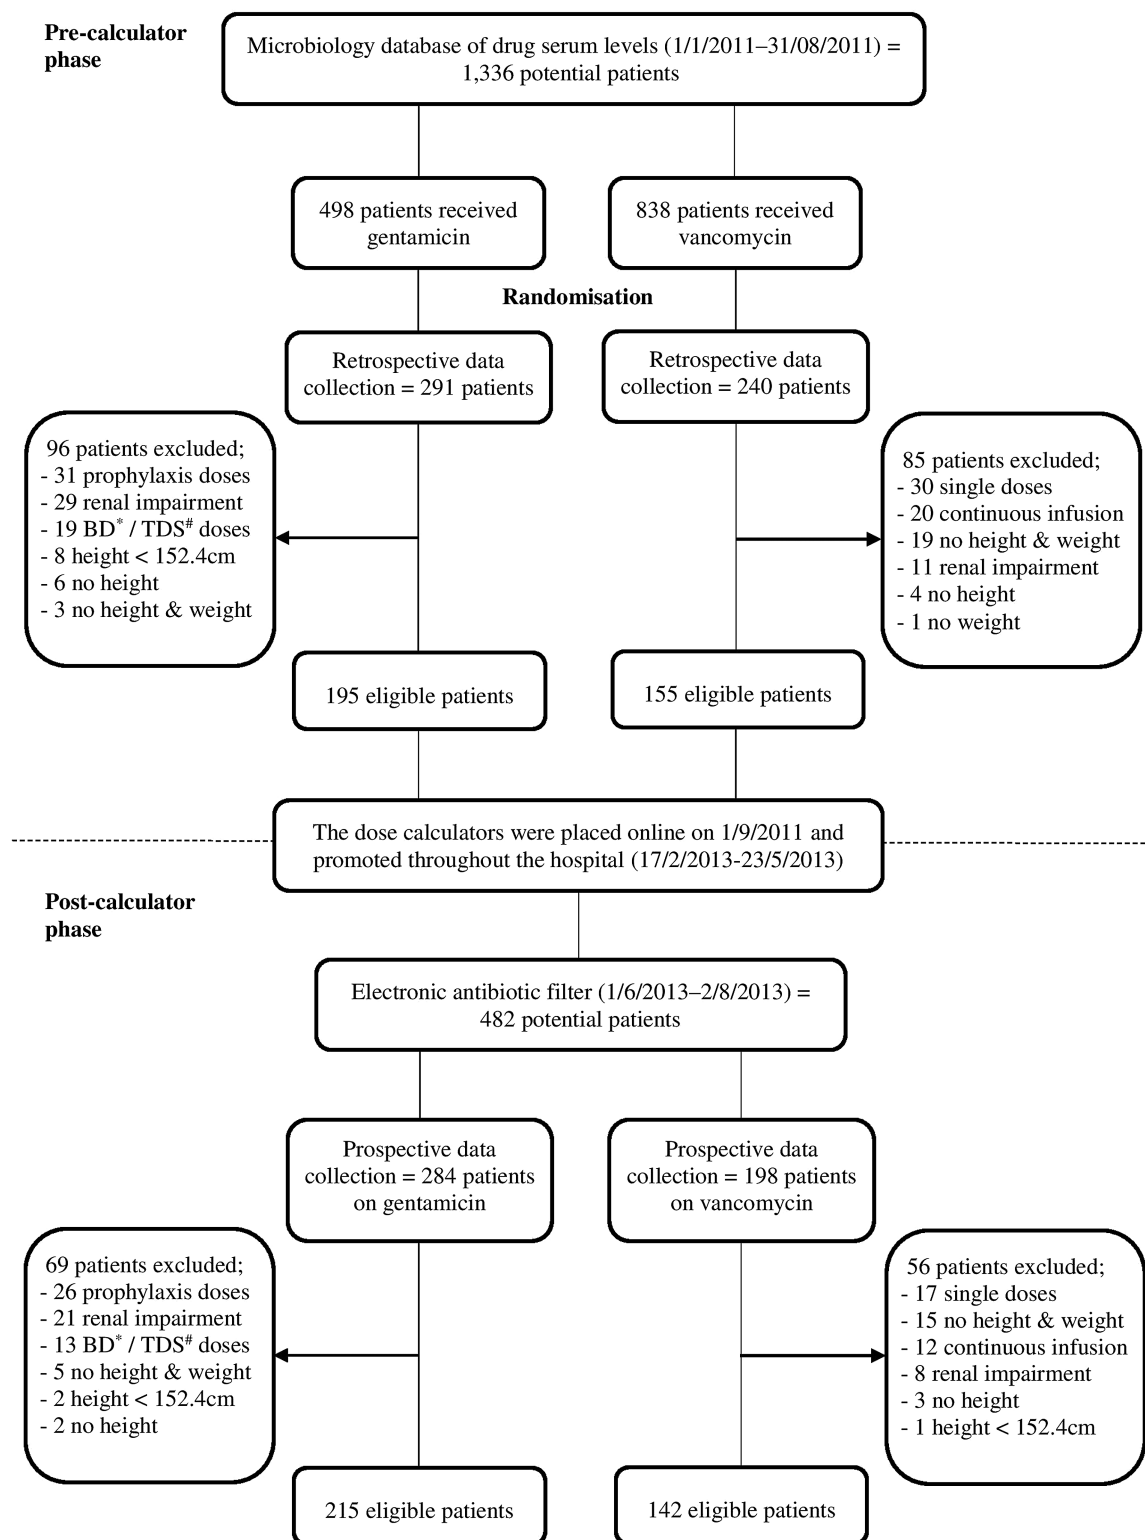 Pre-calculator
phase
Microbiology database of drug serum levels (1/1/2011–31/08/2011) =
1,336 potential patients
498 patients received
gentamicin
838 patients received
vancomycin
Randomisation
Retrospective data
collection = 291 patients
Retrospective data
collection = 240 patients
96 patients excluded;
- 31 prophylaxis doses
- 29 renal impairment
- 19 BD* / TDS# doses
- 8 height < 152.4cm
- 6 no height
- 3 no height & weight
85 patients excluded;
- 30 single doses
- 20 continuous infusion
- 19 no height & weight
- 11 renal impairment
- 4 no height
- 1 no weight
195 eligible patients
155 eligible patients
The dose calculators were placed online on 1/9/2011 and
promoted throughout the hospital (17/2/2013-23/5/2013)
Post-calculator
phase
Electronic antibiotic filter (1/6/2013–2/8/2013) =
482 potential patients
Prospective data
collection = 284 patients
on gentamicin
Prospective data
collection = 198 patients
on vancomycin
69 patients excluded;
- 26 prophylaxis doses
- 21 renal impairment
- 13 BD* / TDS# doses
- 5 no height & weight
- 2 height < 152.4cm
- 2 no height
56 patients excluded;
- 17 single doses
- 15 no height & weight
- 12 continuous infusion
- 8 renal impairment
- 3 no height
- 1 height < 152.4cm
215 eligible patients
142 eligible patients